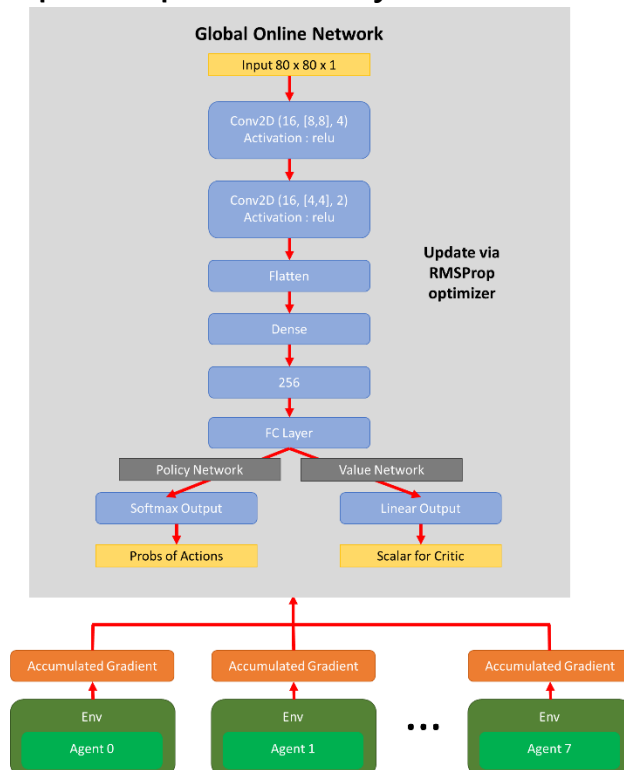 Global Online Network
Input 80 x 80 x 1
Conv2D (16, [8,8], 4)
Activation : relu
Conv2D (16, [4,4], 2)
Activation : relu
Update via
RMSProp
optimizer
Flatten
Dense
256
FC Layer
Policy Network
Value Network
Softmax Output
Linear Output
Probs of Actions
Scalar for Critic
Accumulated Gradient
Accumulated Gradient
Accumulated Gradient
Env
Env
...
Env
Agent 0
Agent 1
Agent 7